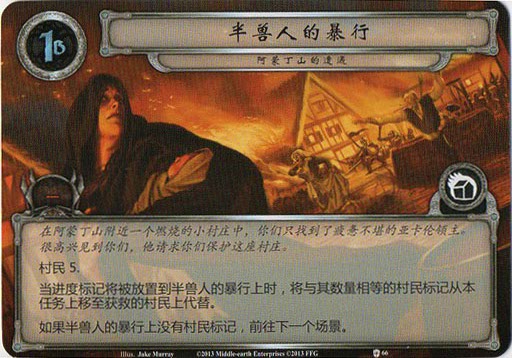 1B
半兽人的暴行
阿蒙丁山的遭遇
在阿蒙丁山附近一个燃烧的小村庄中，你们只找到了疲惫不堪的亚卡伦领主。
很高兴见到你们，他请求你们保护这座村庄。
村民 5.
当进度标记将被放置到半兽人的暴行上时，将与其数量相等的村民标记从本
任务上移至获救的村民上代替。
如果半兽人的暴行上没有村民标记，前往下一个场景。
Illus. Jake Murray ©2013 Middle-earth Enterprises ©2013 FFG 66